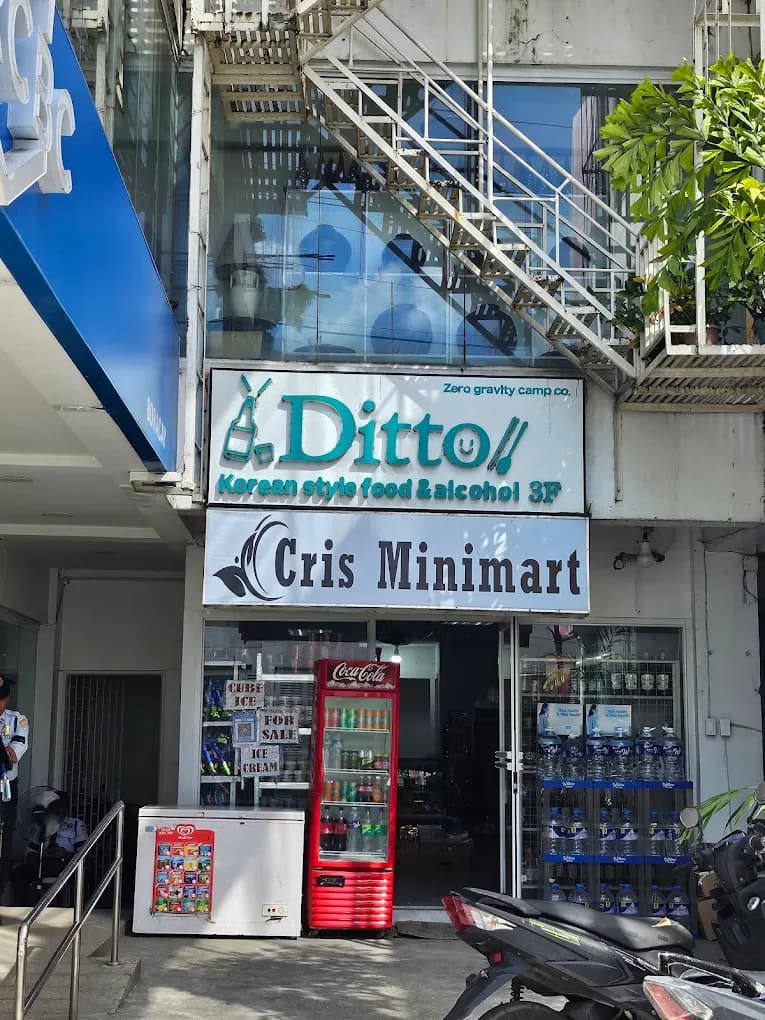 Zero gravity camp co.
Ditto
Korean style food & alcohol 3F
Cris Minimart
Coca-Cola
CUBE
ICE
FOR
SALE
ICE
CREAM
BORACAY